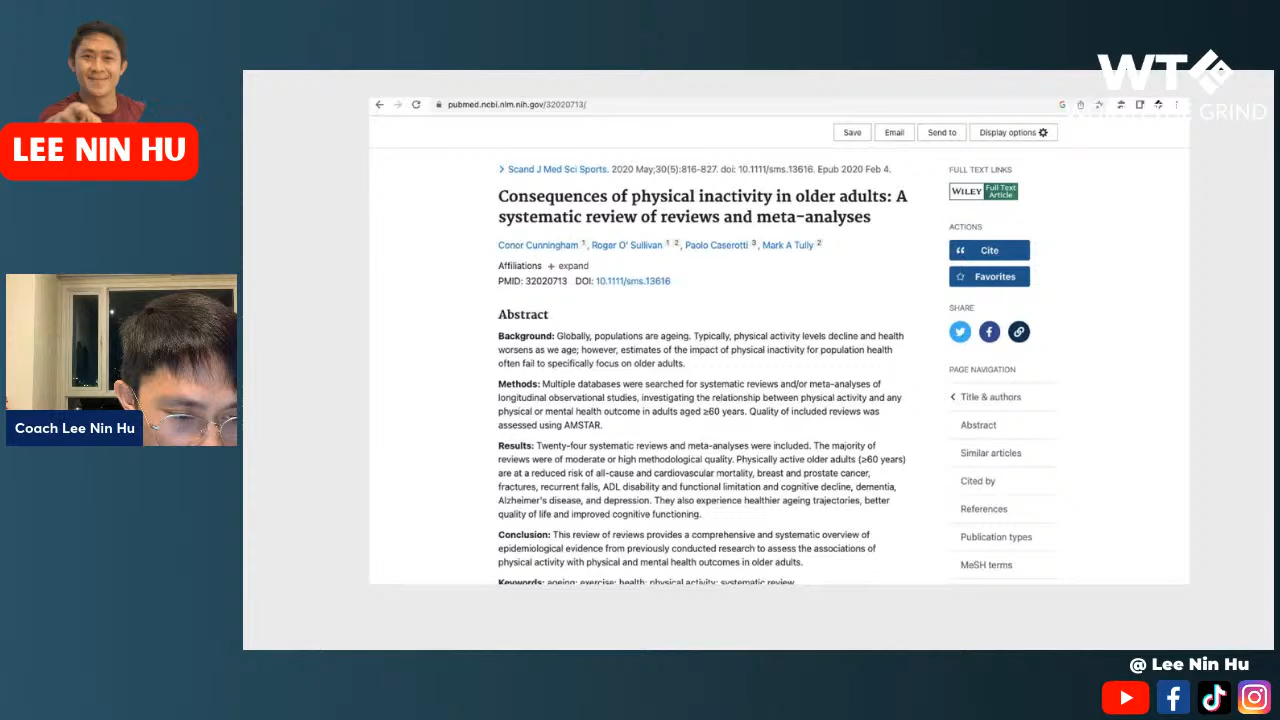 LEE NIN HU
Coach Lee Nin Hu
WT
GRIND
pubmed.ncbi.nlm.nih.gov/32020713/
Save Email Send to Display options
Scand J Med Sci Sports. 2020 May;30(5):816-827. doi: 10.1111/sms.13616. Epub 2020 Feb 4.
Consequences of physical inactivity in older adults: A
systematic review of reviews and meta-analyses
Conor Cunningham 1, Roger O' Sullivan 1 2, Paolo Caserotti 3, Mark A Tully 2
Affiliations + expand
PMID: 32020713 DOI: 10.1111/sms.13616
Abstract
Background: Globally, populations are ageing. Typically, physical activity levels decline and health
worsens as we age; however, estimates of the impact of physical inactivity for population health
often fail to specifically focus on older adults.
Methods: Multiple databases were searched for systematic reviews and/or meta-analyses of
longitudinal observational studies, investigating the relationship between physical activity and any
physical or mental health outcome in adults aged ≥60 years. Quality of included reviews was
assessed using AMSTAR.
Results: Twenty-four systematic reviews and meta-analyses were included. The majority of
reviews were of moderate or high methodological quality. Physically active older adults (≥60 years)
are at a reduced risk of all-cause and cardiovascular mortality, breast and prostate cancer,
fractures, recurrent falls, ADL disability and functional limitation and cognitive decline, dementia,
Alzheimer's disease, and depression. They also experience healthier ageing trajectories, better
quality of life and improved cognitive functioning.
Conclusion: This review of reviews provides a comprehensive and systematic overview of
epidemiological evidence from previously conducted research to assess the associations of
physical activity with physical and mental health outcomes in older adults.
Keywords: ageing; exercise; health; physical activity; systematic review.
FULL TEXT LINKS
WILEY Full Text
Article
ACTIONS
Cite
Favorites
SHARE
PAGE NAVIGATION
Title & authors
Abstract
Similar articles
Cited by
References
Publication types
MeSH terms
@ Lee Nin Hu